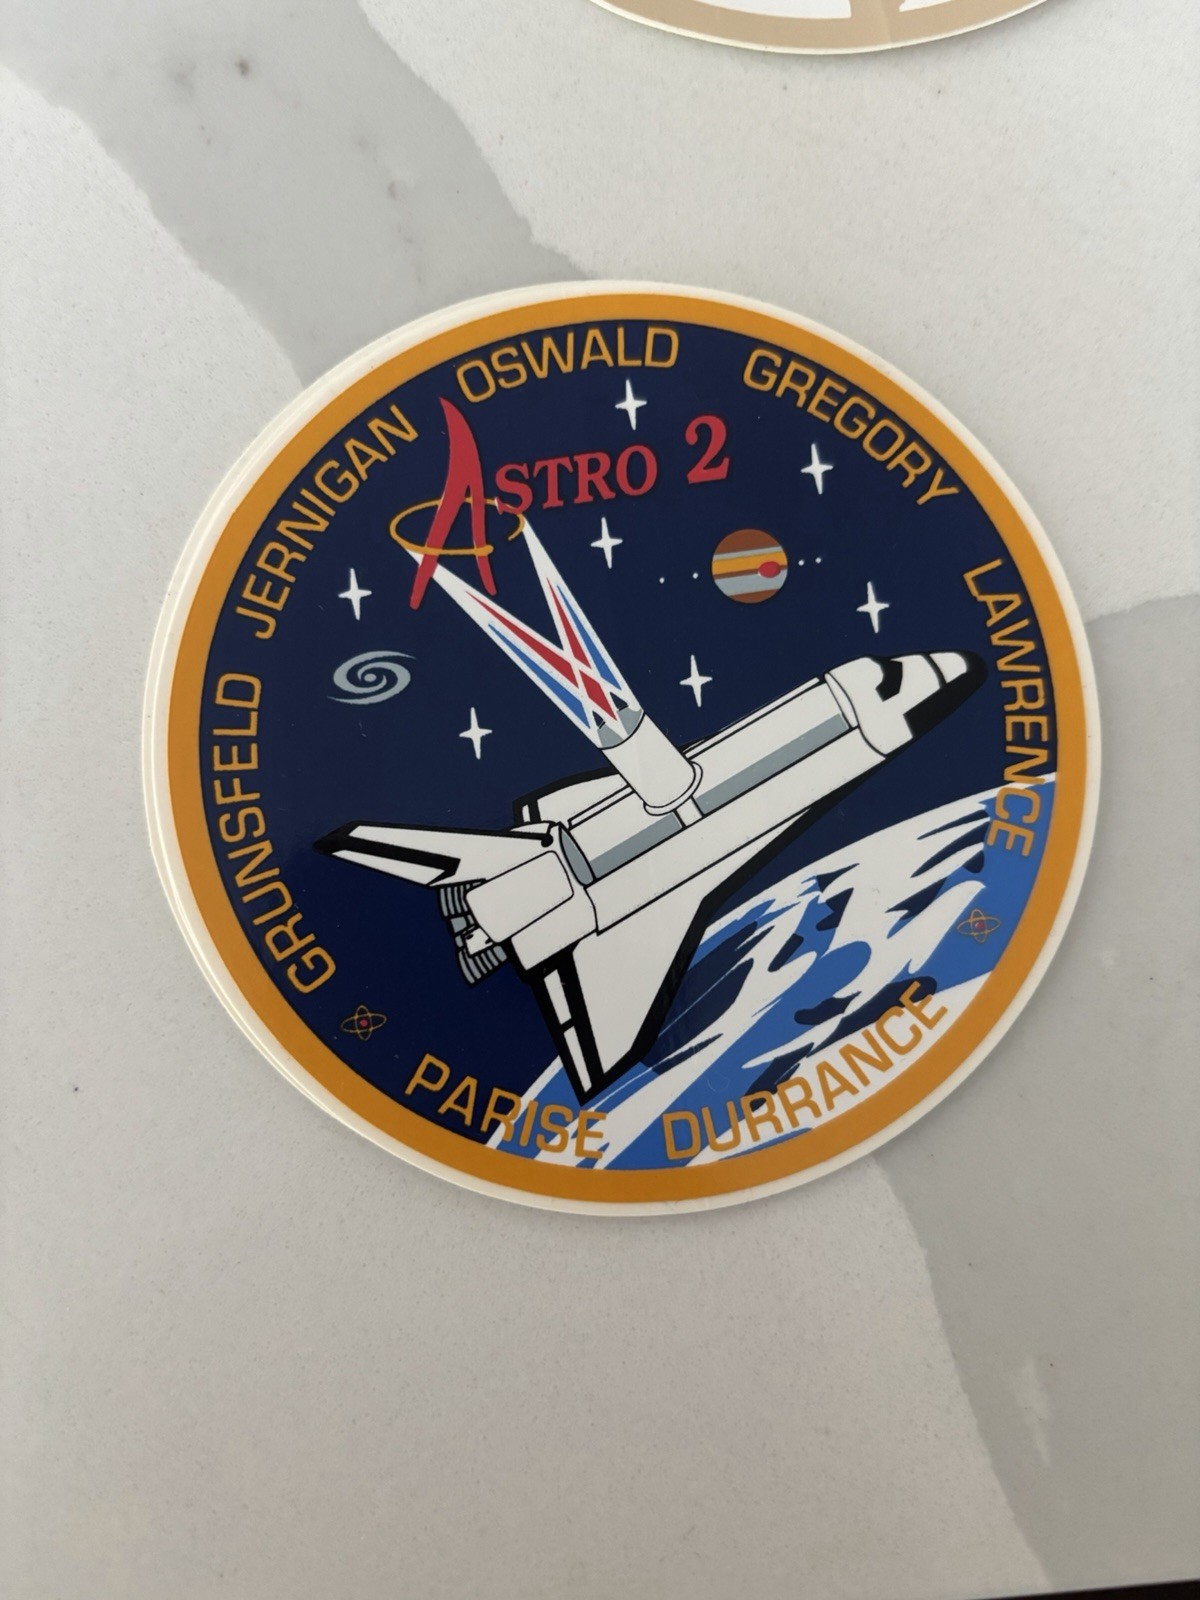 ASTRO 2
GRUNSFELD JERNIGAN OSWALD GREGORY LAWRENCE
PARISE DURRANCE